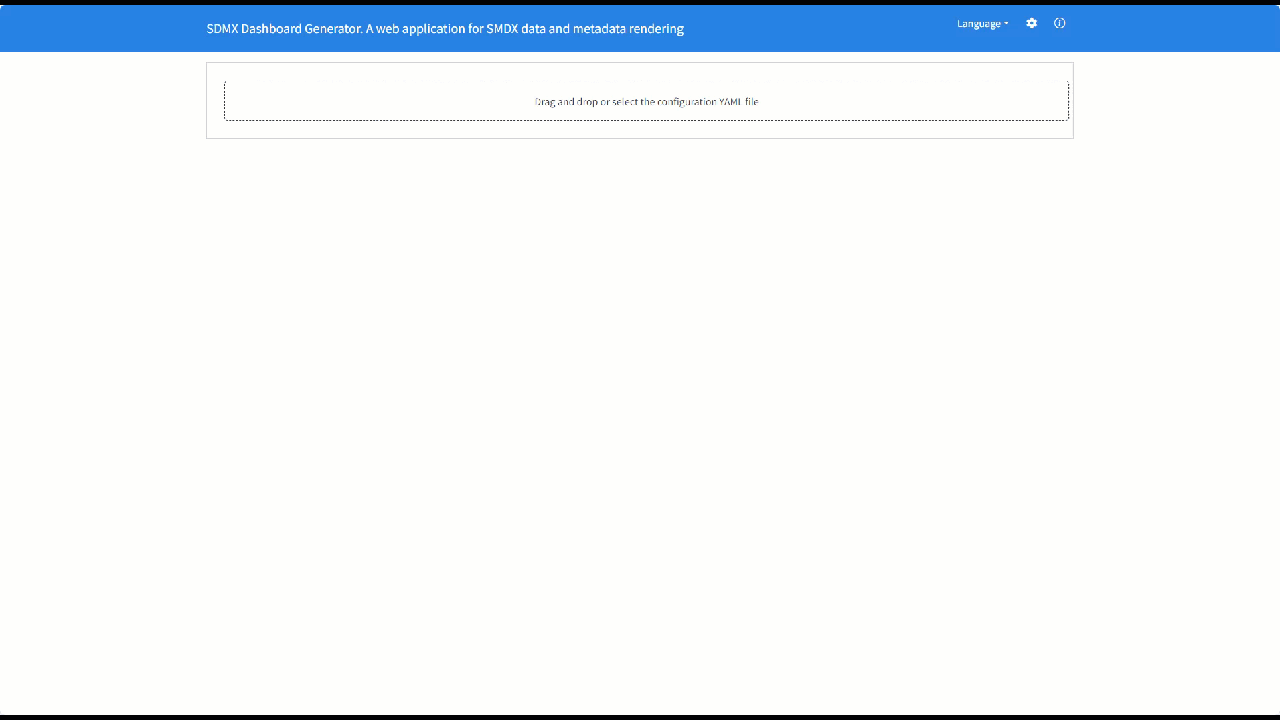 SDMX Dashboard Generator. A web application for SMDX data and metadata rendering
Language
Drag and drop or select the configuration YAML file